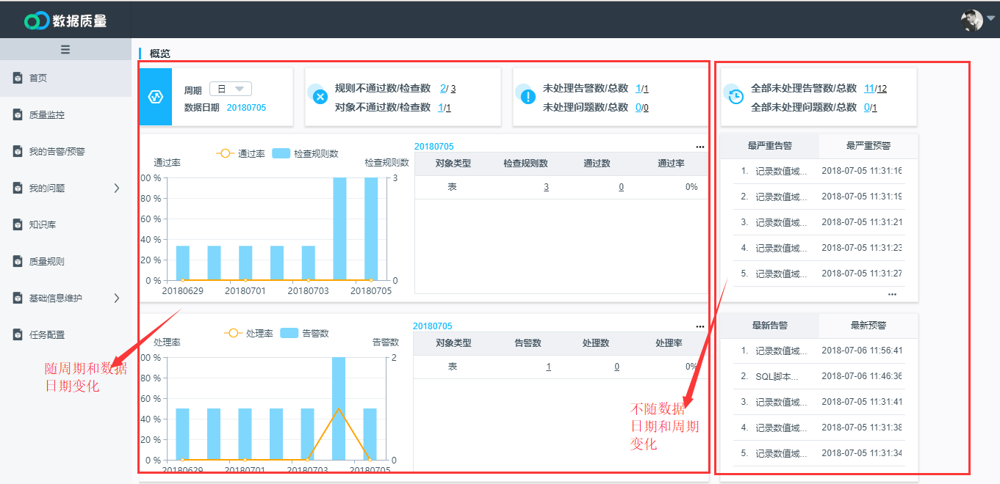 数据质量
首页
质量监控
我的告警/预警
我的问题
知识库
质量规则
基础信息维护
任务配置
概览
周期 日
数据日期 20180705
规则不通过数/检查数 2/ 3
对象不通过数/检查数 1/1
未处理告警数/总数 1/1
未处理问题数/总数 0/0
全部未处理告警数/总数 11/12
全部未处理问题数/总数 0/1
通过率 通过率 检查规则数 检查规则数
00 %
80 %
60 %
40 %
20 %
0 %
3
0
20180629 20180701 20180703 20180705
20180705 ...
对象类型 检查规则数 通过数 通过率
表 3 0 0%
最严重告警 最严重预警
1. 记录数值域... 2018-07-05 11:31:16
2. 记录数值域... 2018-07-05 11:31:19
3. 记录数值域... 2018-07-05 11:31:21
4. 记录数值域... 2018-07-05 11:31:23
5. 记录数值域... 2018-07-05 11:31:27
...
处理率 处理率 告警数 告警数
00 %
80 %
60 %
40 %
20 %
0 %
2
0
20180629 20180701 20180703 20180705
20180705 ...
对象类型 告警数 处理数 处理率
表 1 0 0%
最新告警 最新预警
1. 记录数值域... 2018-07-06 11:56:41
2. SQL脚本... 2018-07-06 11:46:36
3. 记录数值域... 2018-07-05 11:31:41
4. 记录数值域... 2018-07-05 11:31:38
5. 记录数值域... 2018-07-05 11:31:34
随周期和数据
日期变化
不随数据
日期和周期
变化